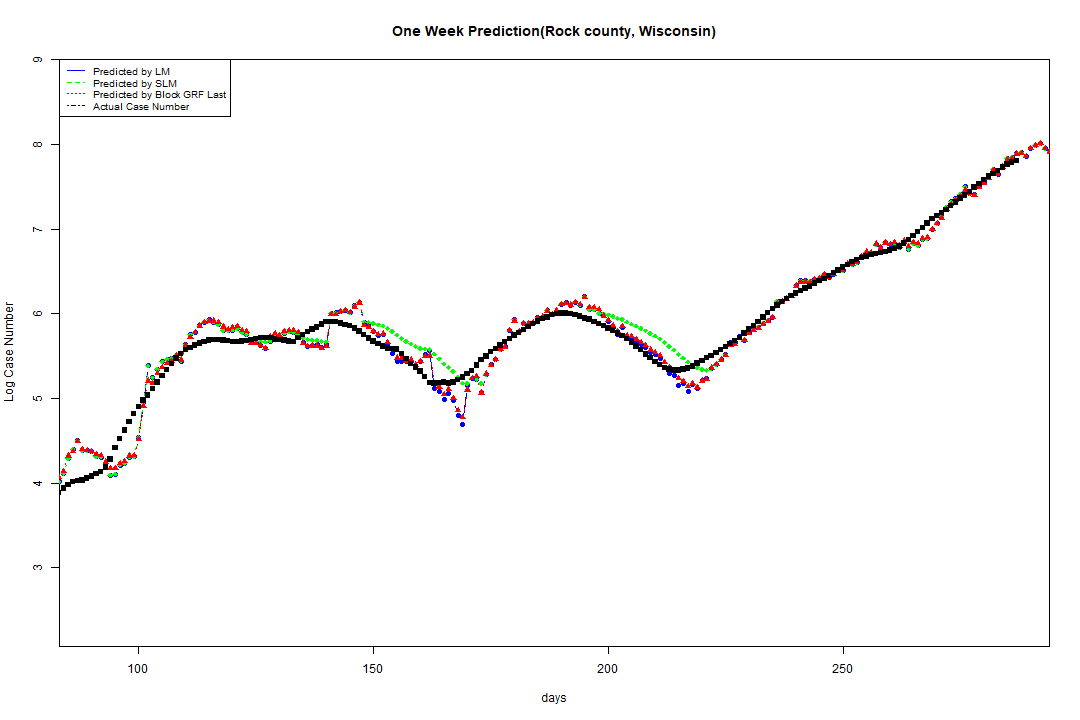 One Week Prediction(Rock county, Wisconsin)
Predicted by LM
Predicted by SLM
Predicted by Block GRF Last
Actual Case Number
9
8
7
6
5
4
3
Log Case Number
100 150 200 250
days